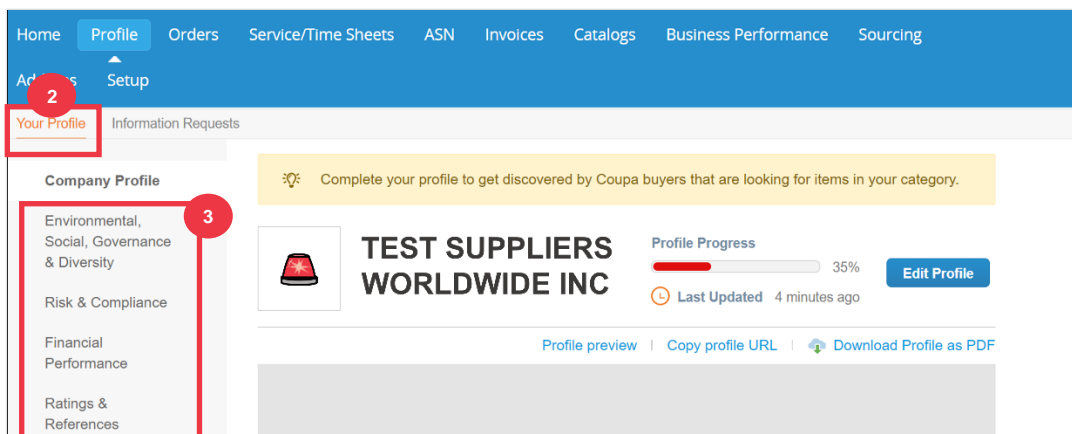 Home Profile Orders Service/Time Sheets ASN Invoices Catalogs Business Performance Sourcing
Setup
2
Your Profile Information Requests
Company Profile
Complete your profile to get discovered by Coupa buyers that are looking for items in your category.
Environmental,
Social, Governance
& Diversity
3
Risk & Compliance
Financial
Performance
Ratings &
References
TEST SUPPLIERS
WORLDWIDE INC
Profile Progress
35%
Last Updated 4 minutes ago
Edit Profile
Profile preview | Copy profile URL | Download Profile as PDF